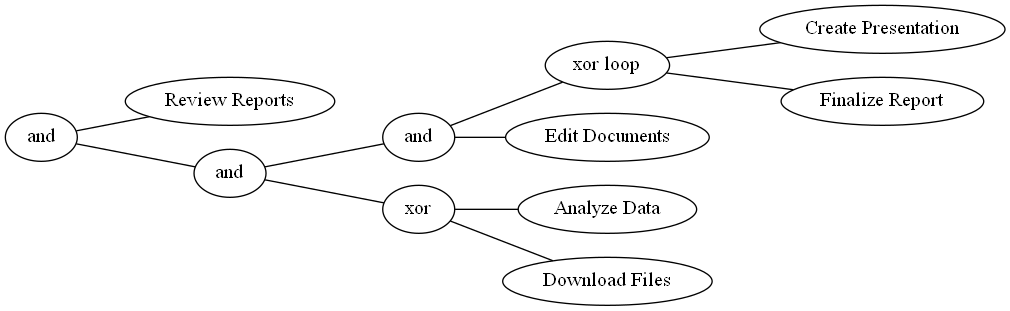 Create Presentation
xor loop
Review Reports
Finalize Report
and
and
Edit Documents
and
xor
Analyze Data
Download Files